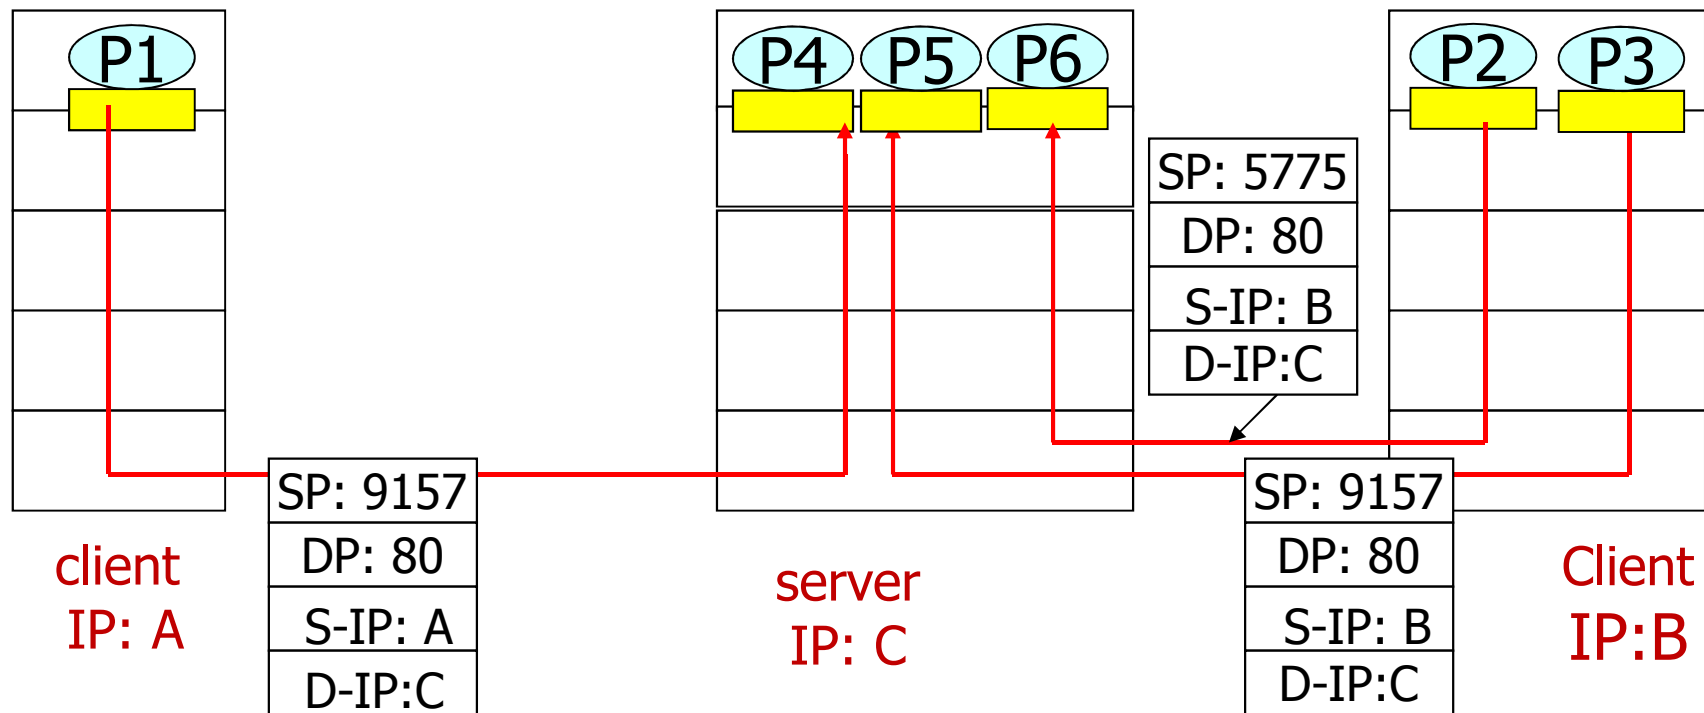 P1
P4
P5
P6
P2
P3
SP: 5775
DP: 80
S-IP: B
D-IP:C
SP: 9157
DP: 80
S-IP: A
D-IP:C
SP: 9157
DP: 80
S-IP: B
D-IP:C
client
IP: A
server
IP: C
Client
IP:B